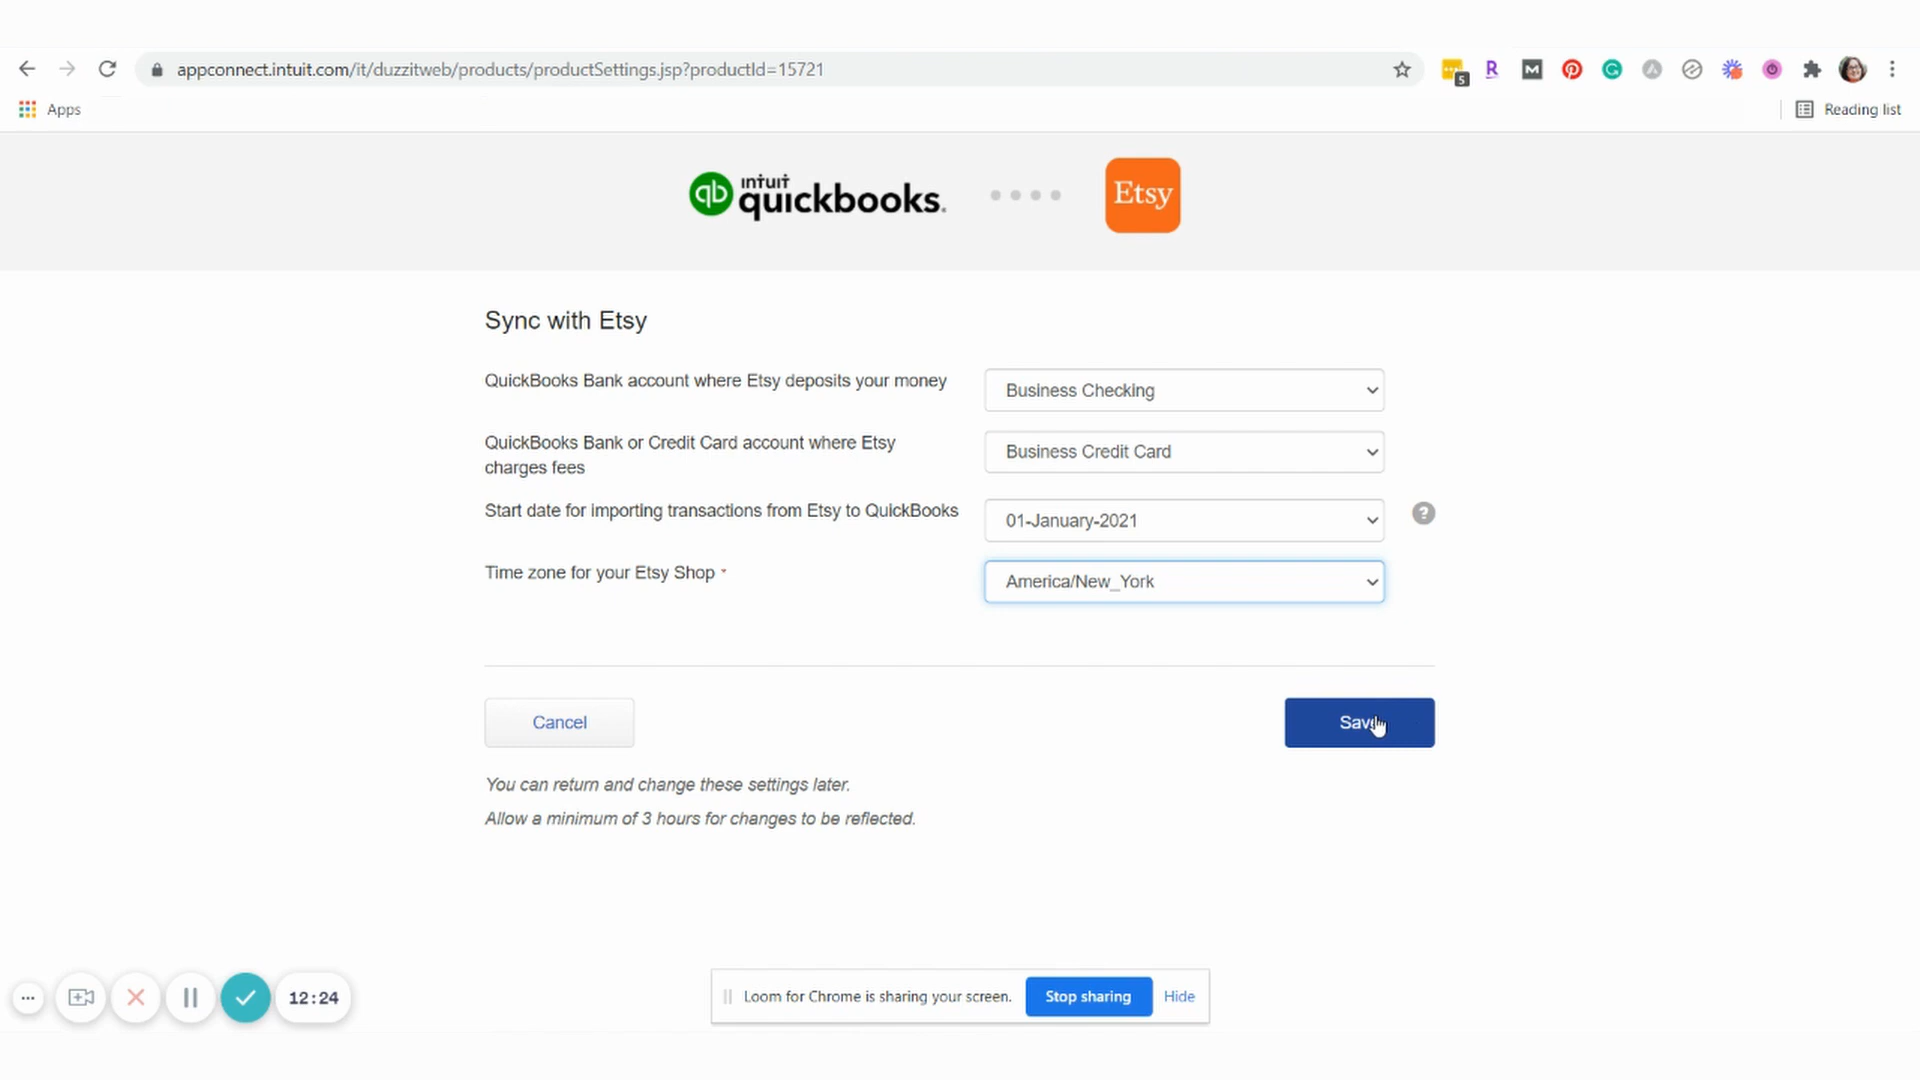 appconnect.intuit.com/it/duzzitweb/products/productSettings.jsp?productId=15721
5
R
M
Apps
Reading list
qb intuit quickbooks.
Etsy
Sync with Etsy
QuickBooks Bank account where Etsy deposits your money
Business Checking
QuickBooks Bank or Credit Card account where Etsy
charges fees
Business Credit Card
Start date for importing transactions from Etsy to QuickBooks
01-January-2021
?
Time zone for your Etsy Shop *
America/New_York
Cancel
Save
You can return and change these settings later.
Allow a minimum of 3 hours for changes to be reflected.
12:24
Loom for Chrome is sharing your screen.
Stop sharing
Hide